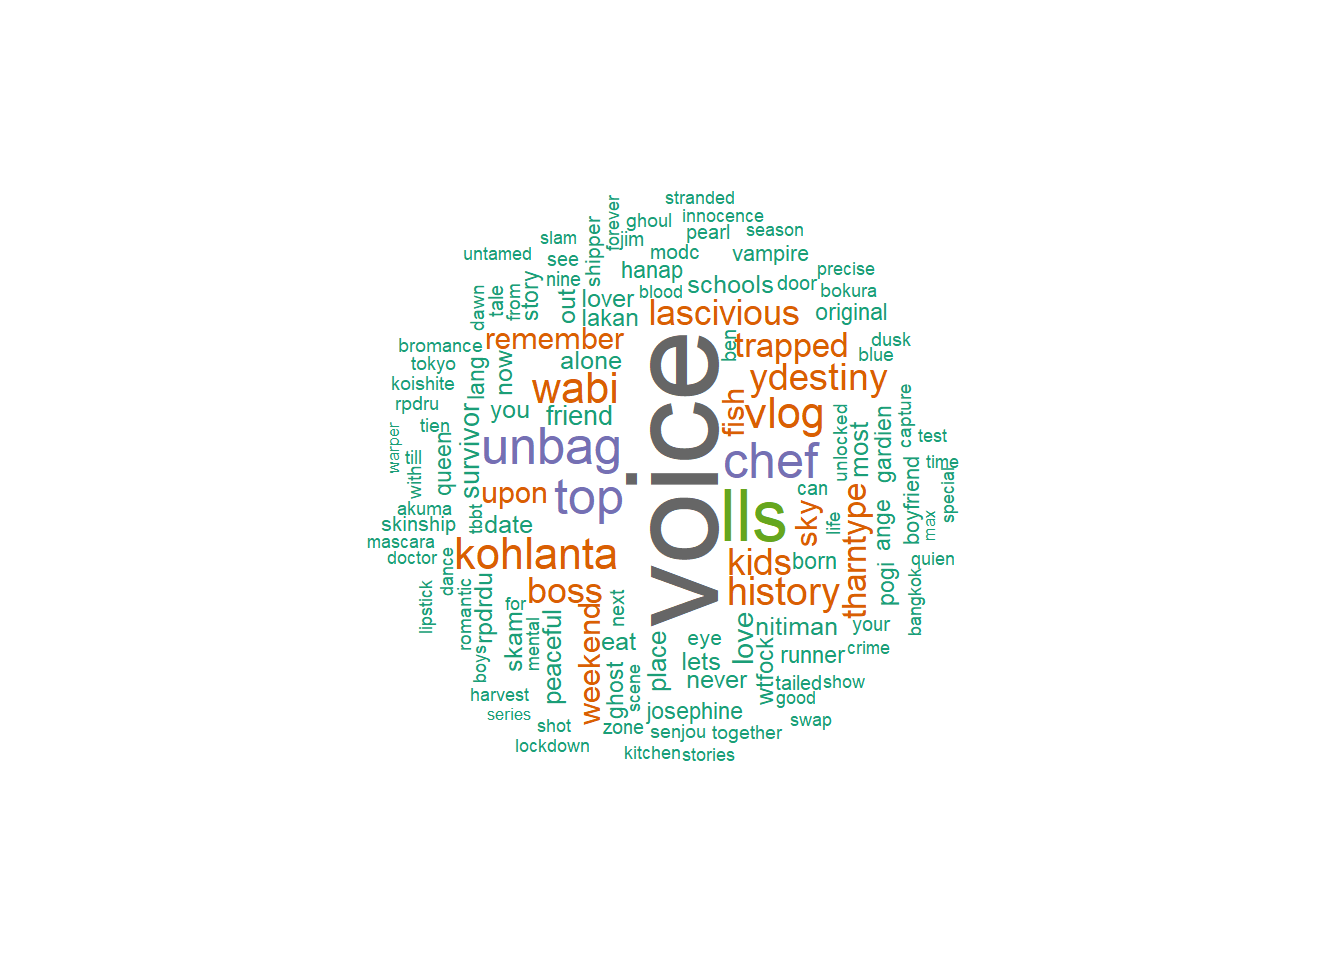 stranded
forever
ghoul
innocence
slam
jim
pearl
season
untamed
see
shipper
modc
vampire
nine
hanap
precise
dawn
tale
from
story
out
lover
blood
schools
door
bokura
lakan
lascivious
original
bromance
remember
ben
trapped
dusk
tokyo
lang
now
alone
blue
koishite
wabi
ydestiny
rpdru
you
friend
fish
vlog
capture
tien
survivor
unbag
voice
chef
unlocked
most
gardien
test
warper
till
with
queen
upon
top
lls
can
time
akuma
skinship
tbbt
date
sky
life
tharntype
ange
boyfriend
max
special
mascara
doctor
kohlanta
kids
born
quien
dance
boss
history
pogi
bangkok
lipstick
romantic
rpdrdu
for
next
skam
mental
peaceful
weekend
eat
eye
love
nitiman
your
boys
ghost
scene
place
lets
never
wtfock
runner
crime
harvest
tailed
show
series
josephine
good
shot
zone
senjou
together
swap
lockdown
kitchen
stories